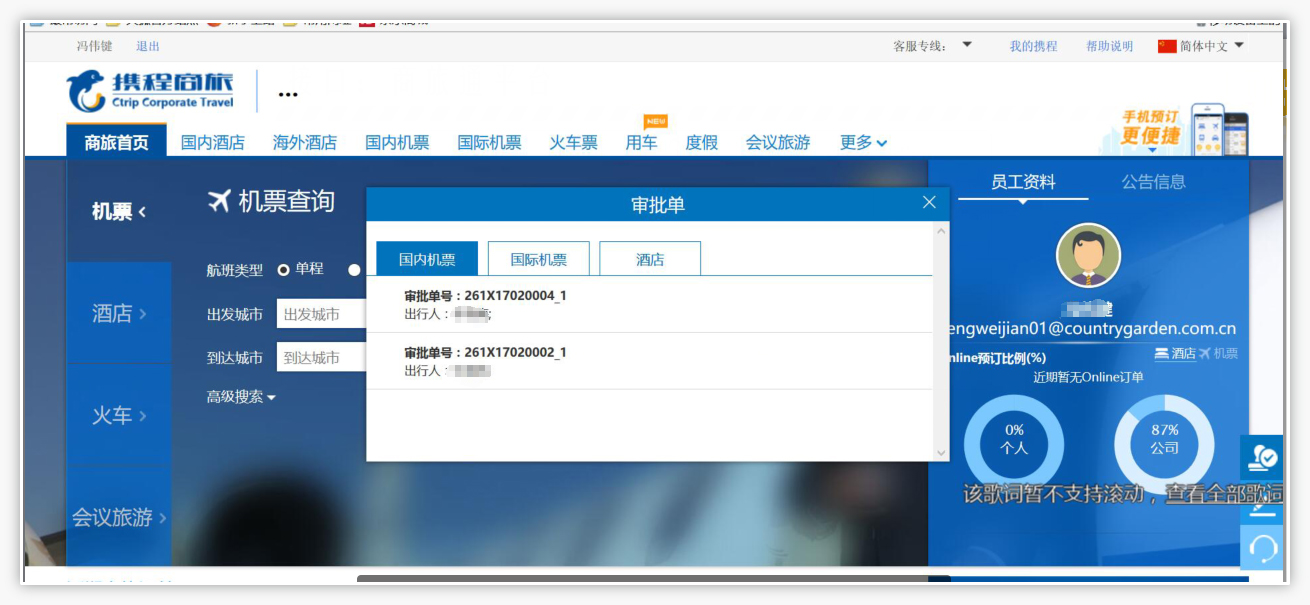 冯伟键 退出
客服专线： 我的携程 帮助说明 简体中文
携程商旅
Ctrip Corporate Travel
...
手机预订
更便捷
NEW
商旅首页 国内酒店 海外酒店 国内机票 国际机票 火车票 用车 度假 会议旅游 更多
机票
酒店
火车
会议旅游
机票查询
航班类型 单程
出发城市 出发城市
到达城市 到达城市
高级搜索
审批单
国内机票 国际机票 酒店
审批单号：261X17020004_1
出行人：
审批单号：261X17020002_1
出行人：
员工资料 公告信息
engweijian01@countrygarden.com.cn
nline预订比例(%) 酒店 机票
近期暂无Online订单
0%
个人
87%
公司
该歌词暂不支持滚动，查看全部歌词